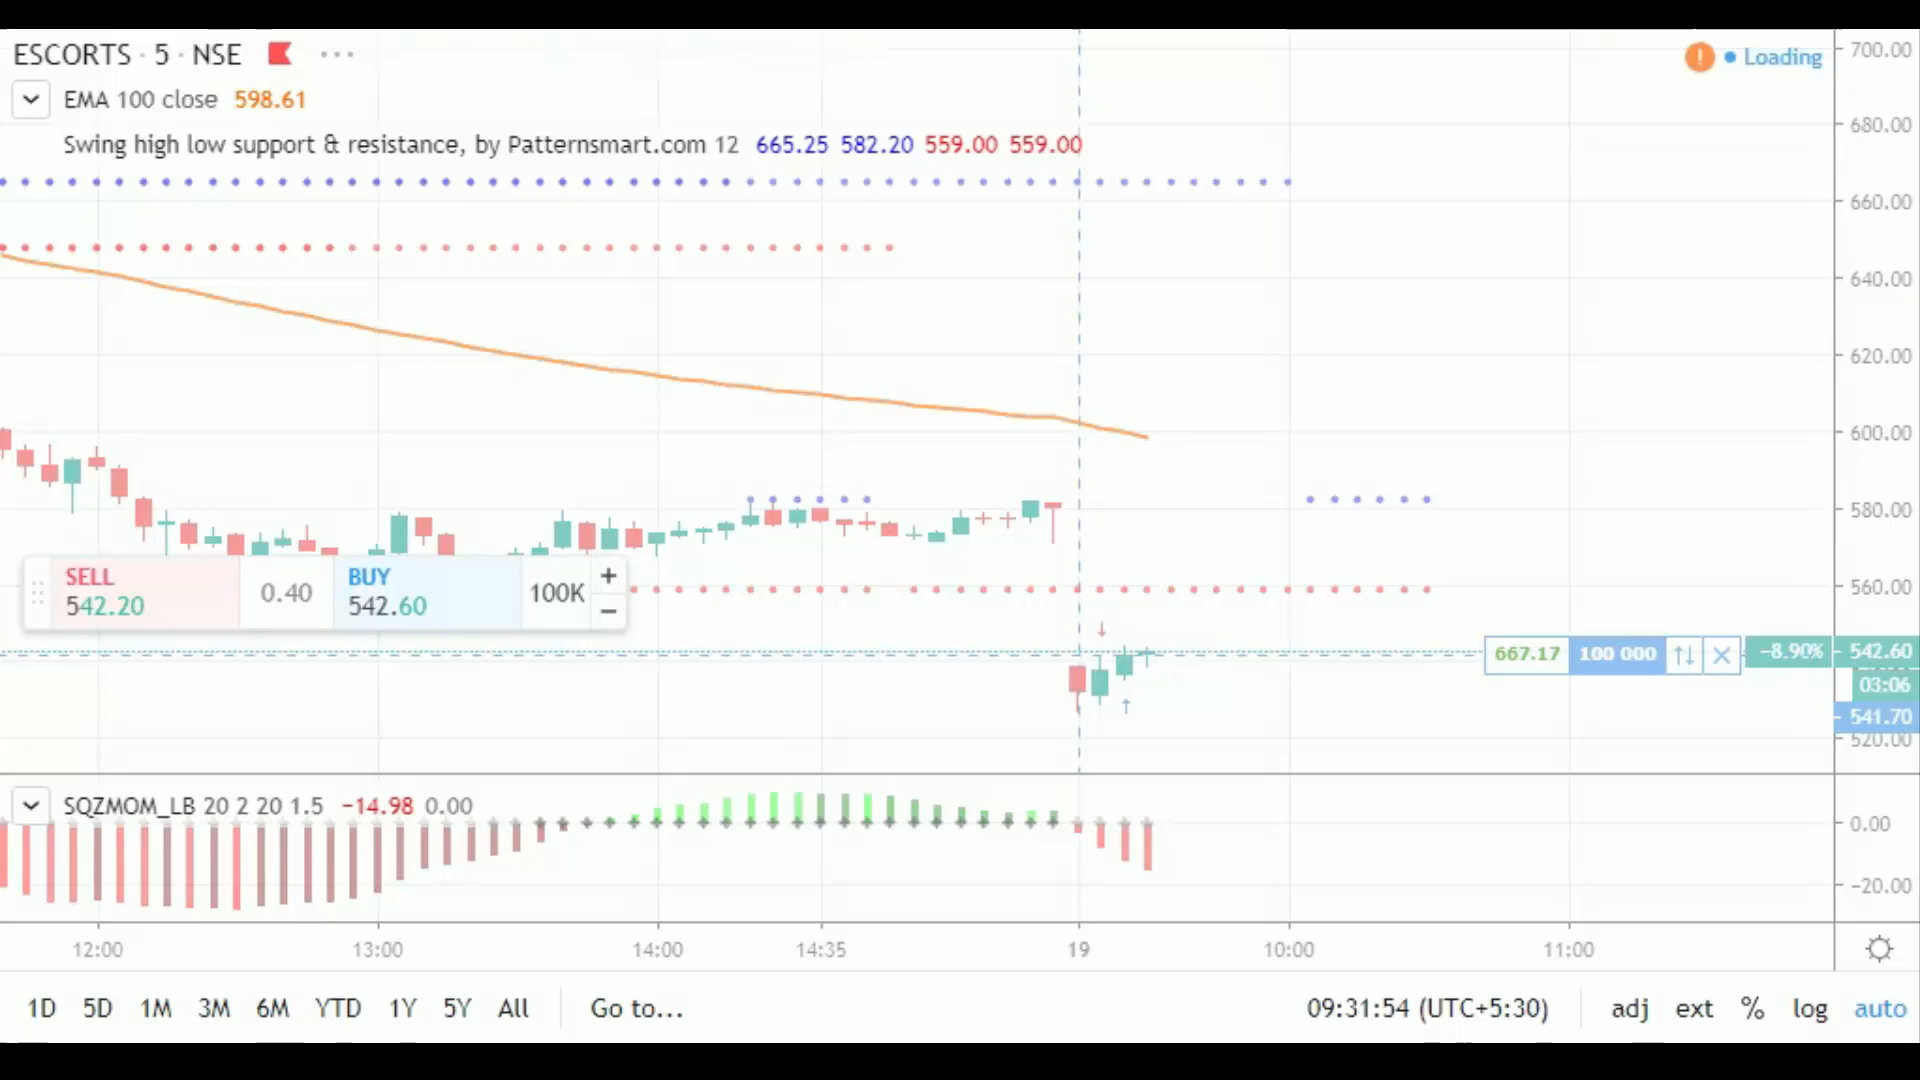 ESCORTS · 5 · NSE
! • Loading
EMA 100 close 598.61
Swing high low support & resistance, by Patternsmart.com 12 665.25 582.20 559.00 559.00
700.00
680.00
660.00
640.00
620.00
600.00
580.00
560.00
SELL
542.20
0.40
BUY
542.60
100K
+
−
667.17 100 000 −8.90% 542.60
03:06
541.70
520.00
SQZMOM_LB 20 2 20 1.5 −14.98 0.00
0.00
−20.00
12:00 13:00 14:00 14:35 19 10:00 11:00
1D 5D 1M 3M 6M YTD 1Y 5Y All Go to... 09:31:54 (UTC+5:30) adj ext % log auto